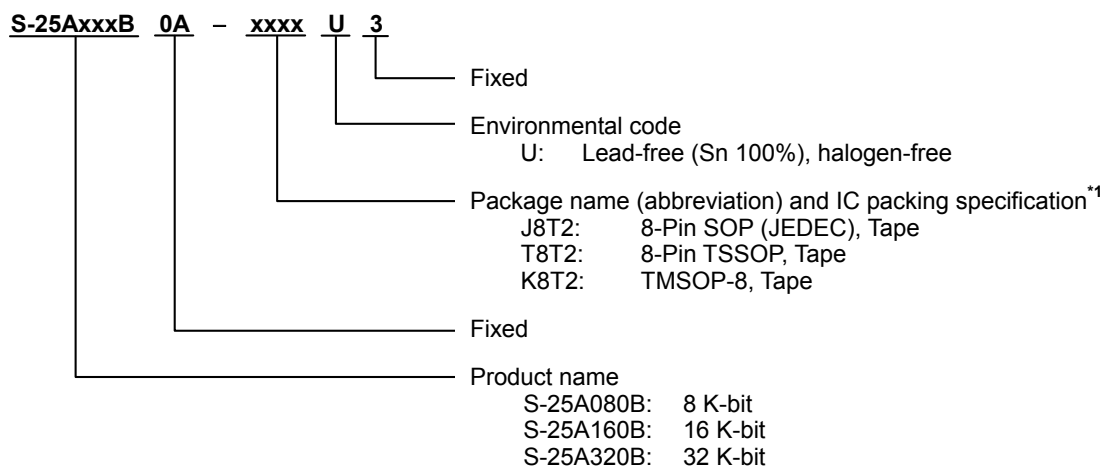 S-25AxxxB 0A – xxxx U 3
Fixed
Environmental code
U: Lead-free (Sn 100%), halogen-free
Package name (abbreviation) and IC packing specification*1
J8T2: 8-Pin SOP (JEDEC), Tape
T8T2: 8-Pin TSSOP, Tape
K8T2: TMSOP-8, Tape
Fixed
Product name
S-25A080B: 8 K-bit
S-25A160B: 16 K-bit
S-25A320B: 32 K-bit